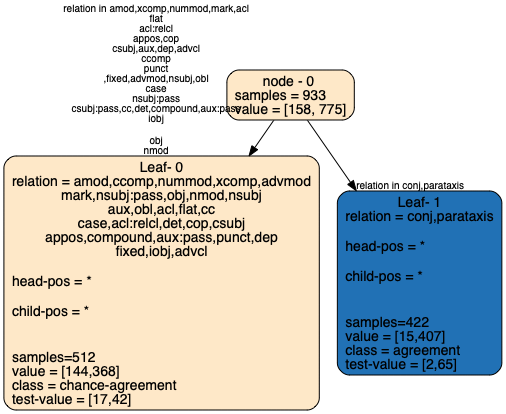 relation in amod,xcomp,nummod,mark,acl
flat
acl:relcl
appos,cop
csubj,aux,dep,advcl
ccomp
punct
,fixed,advmod,nsubj,obl
case
nsubj:pass
csubj:pass,cc,det,compound,aux:pass
iobj
obj
nmod
node - 0
samples = 933
value = [158, 775]
Leaf- 0
relation = amod,ccomp,nummod,xcomp,advmod
mark,nsubj:pass,obj,nmod,nsubj
aux,obl,acl,flat,cc
case,acl:relcl,det,cop,csubj
appos,compound,aux:pass,punct,dep
fixed,iobj,advcl
head-pos = *
child-pos = *
samples=512
value = [144,368]
class = chance-agreement
test-value = [17,42]
relation in conj,parataxis
Leaf- 1
relation = conj,parataxis
head-pos = *
child-pos = *
samples=422
value = [15,407]
class = agreement
test-value = [2,65]